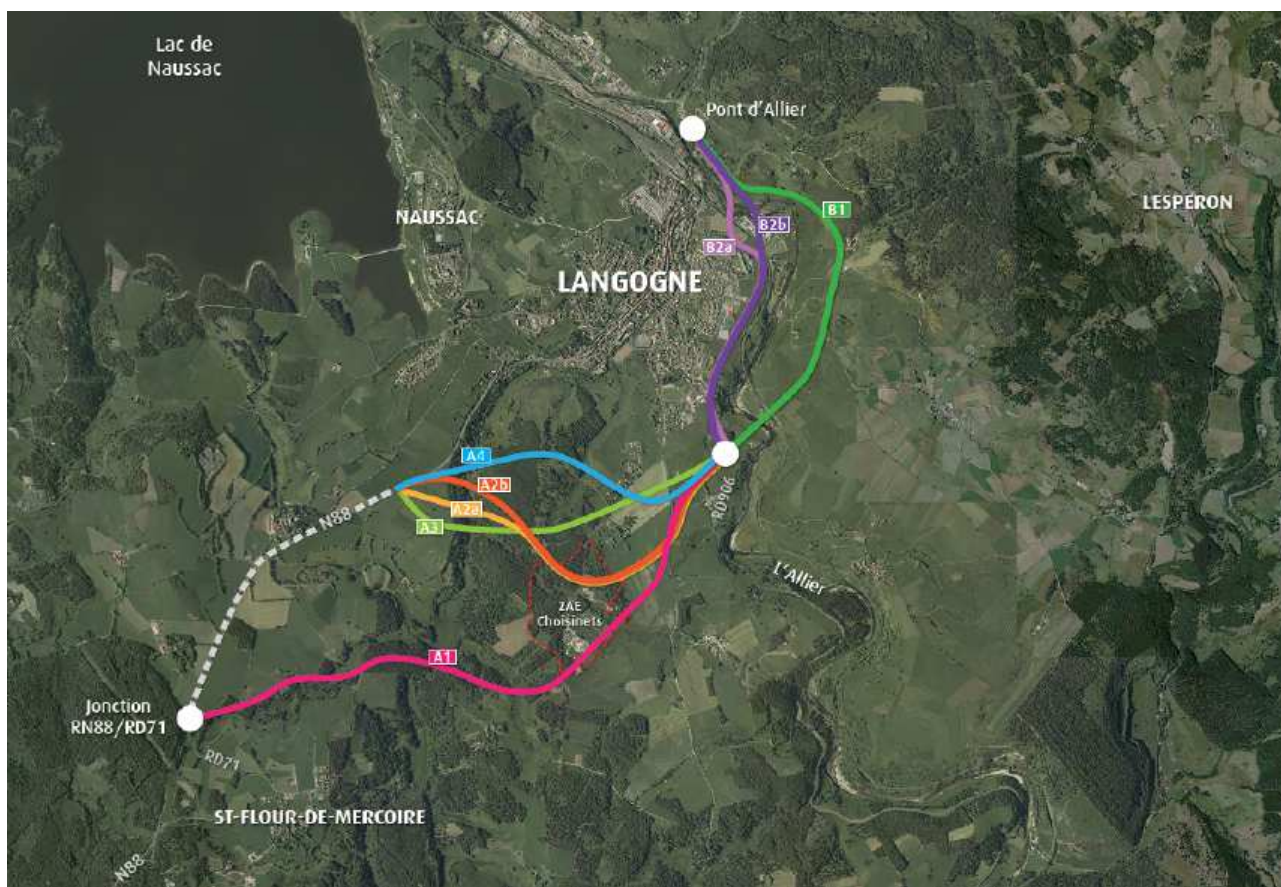 Lac de
Naussac
Pont d'Allier
NAUSSAC
B1
LESPERON
B2b
B2a
LANGOGNE
A4
A2b
A2a
A3
N88
RD906
L'Allier
ZAE
Choisinets
A1
Jonction
RN88/RD71
RD71
ST-FLOUR-DE-MERCOIRE
N88